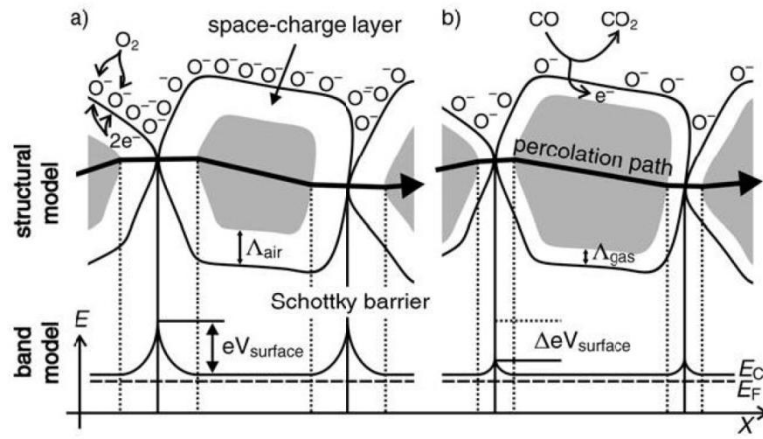 a)
space-charge layer
O₂
O⁻ O⁻ O⁻ O⁻ O⁻
2e⁻
⁻O O⁻ O⁻ O⁻ O⁻ O⁻ O⁻
O⁻ O⁻ O⁻
Λair
b)
CO CO₂
e⁻
O⁻ O⁻ O⁻ O⁻
⁻O O⁻ O⁻ O⁻ O⁻
percolation path
Λgas
structural
model
Schottky barrier
band
model
E
eVsurface
ΔeVsurface
EC
EF
X